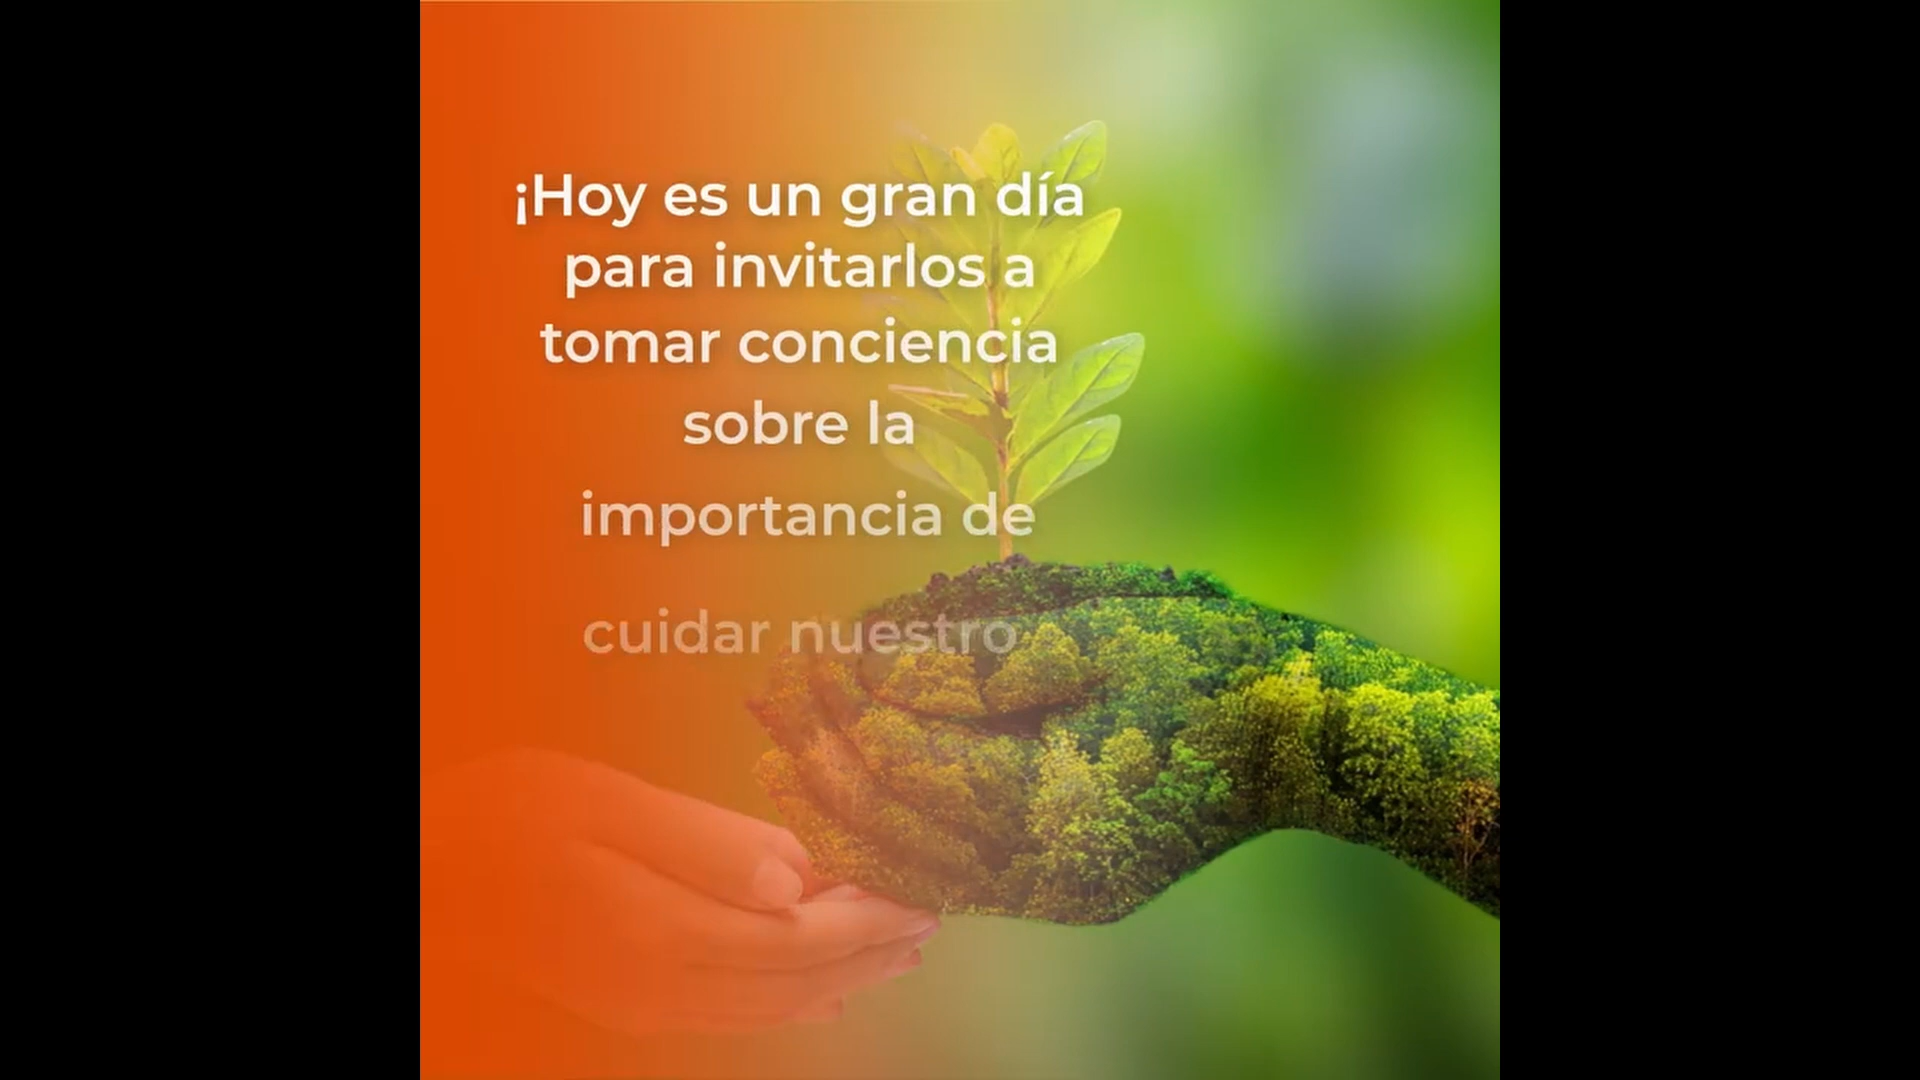 ¡Hoy es un gran día
para invitarlos a
tomar conciencia
sobre la
importancia de
cuidar nuestro